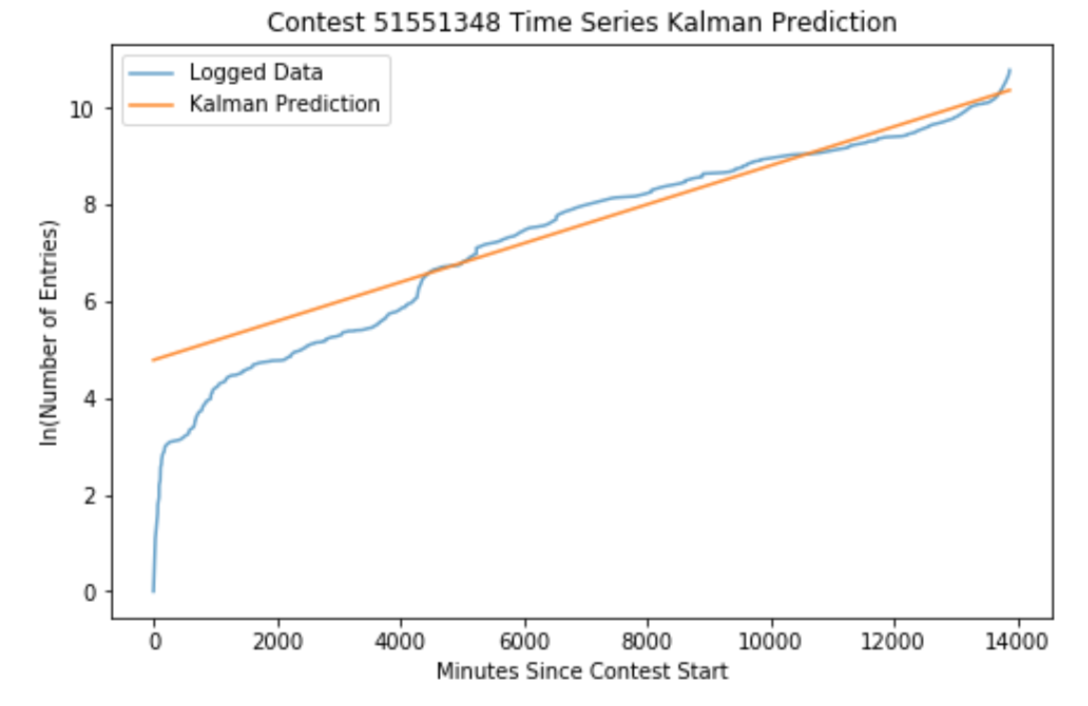 Contest 51551348 Time Series Kalman Prediction
Logged Data
Kalman Prediction
10
8
6
4
2
0
ln(Number of Entries)
0 2000 4000 6000 8000 10000 12000 14000
Minutes Since Contest Start